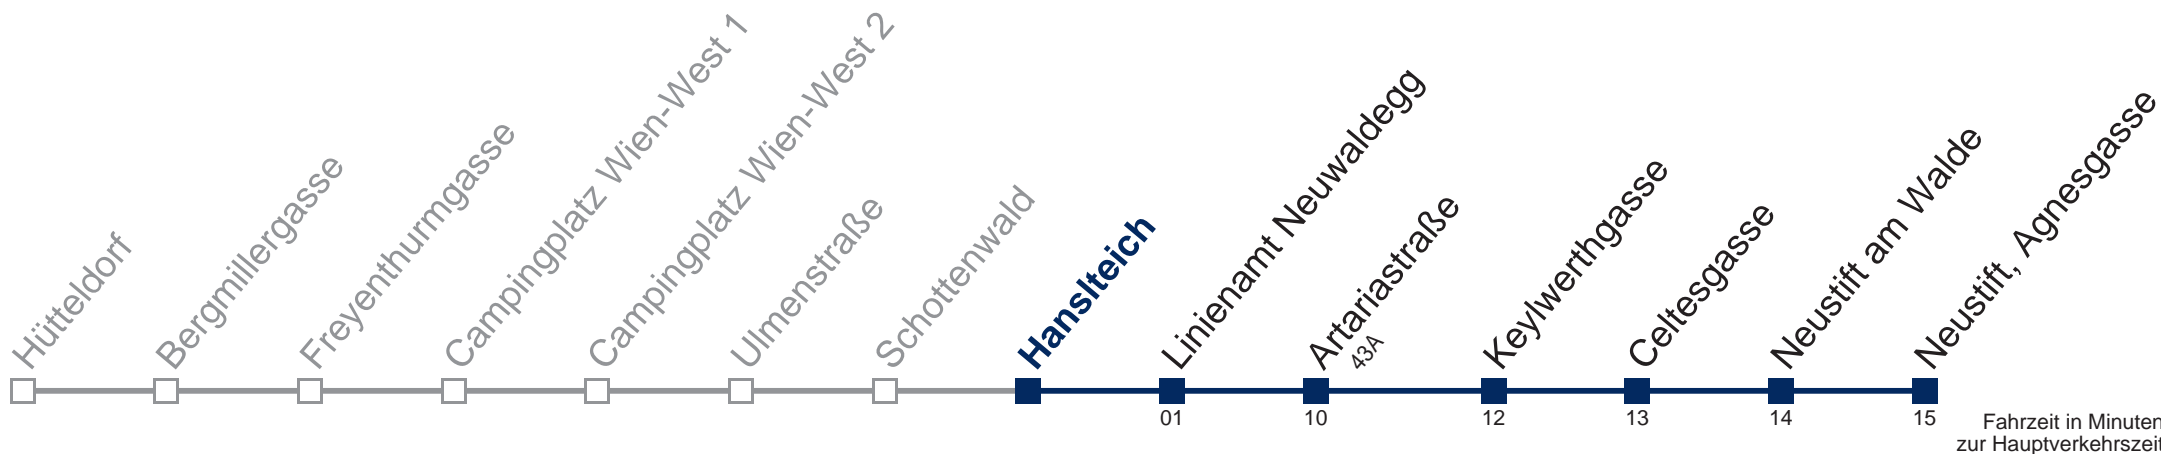 Hütteldorf
Bergmillergasse
Freyenthurmgasse
Campingplatz Wien-West 1
Campingplatz Wien-West 2
Ulmenstraße
Schottenwald
Hanslteich
Linienamt Neuwaldegg
Artariastraße
43A
Keylwerthgasse
Celtesgasse
Neustift am Walde
Neustift, Agnesgasse
01
10
12
13
14
15
Fahrzeit in Minuten
zur Hauptverkehrszeit